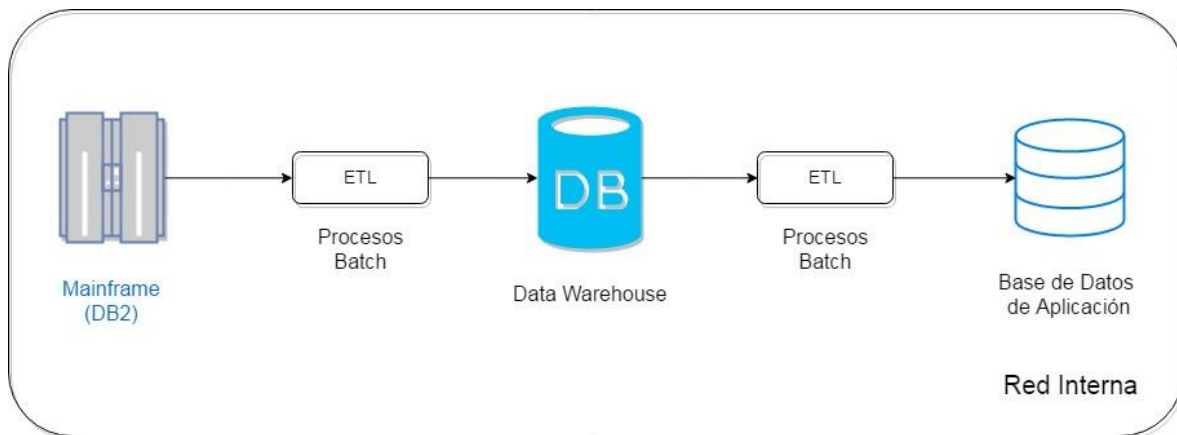 ETL
DB
ETL
Procesos
Batch
Procesos
Batch
Mainframe
(DB2)
Data Warehouse
Base de Datos
de Aplicación
Red Interna